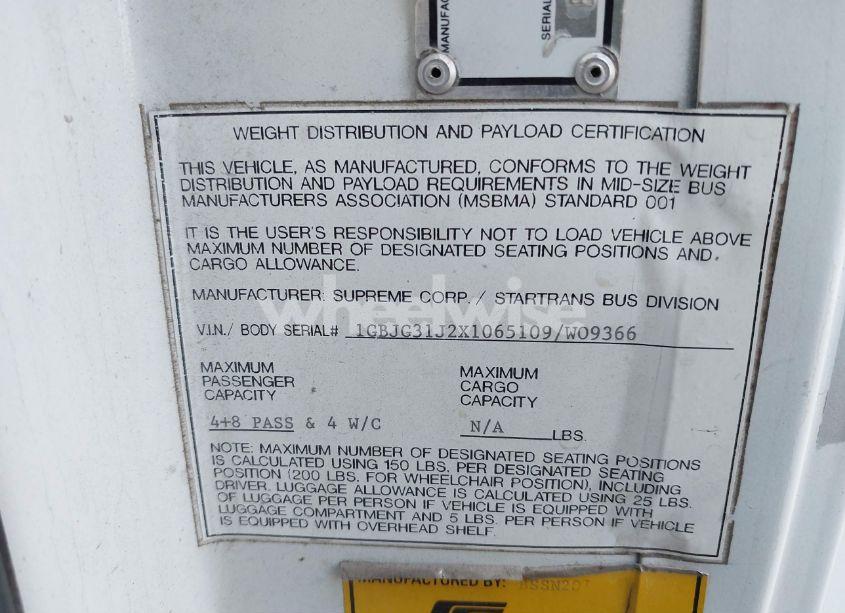 MANUFAC
SERIAL
WEIGHT DISTRIBUTION AND PAYLOAD CERTIFICATION
THIS VEHICLE, AS MANUFACTURED, CONFORMS TO THE WEIGHT
DISTRIBUTION AND PAYLOAD REQUIREMENTS IN MID-SIZE BUS
MANUFACTURERS ASSOCIATION (MSBMA) STANDARD 001
IT IS THE USER'S RESPONSIBILITY NOT TO LOAD VEHICLE ABOVE
MAXIMUM NUMBER OF DESIGNATED SEATING POSITIONS AND
CARGO ALLOWANCE.
wheelwise
MANUFACTURER: SUPREME CORP. / STARTRANS BUS DIVISION
V.I.N./ BODY SERIAL# 1GBJG31J2X1065109/WO9366
MAXIMUM
PASSENGER
CAPACITY
4+8 PASS & 4 W/C
MAXIMUM
CARGO
CAPACITY
N/A LBS.
NOTE: MAXIMUM NUMBER OF DESIGNATED SEATING POSITIONS
IS CALCULATED USING 150 LBS. PER DESIGNATED SEATING
POSITION (200 LBS. FOR WHEELCHAIR POSITION), INCLUDING
DRIVER. LUGGAGE ALLOWANCE IS CALCULATED USING 25 LBS.
OF LUGGAGE PER PERSON IF VEHICLE IS EQUIPPED WITH
LUGGAGE COMPARTMENT AND 5 LBS. PER PERSON IF VEHICLE
IS EQUIPPED WITH OVERHEAD SHELF.
MANUFACTURED BY: